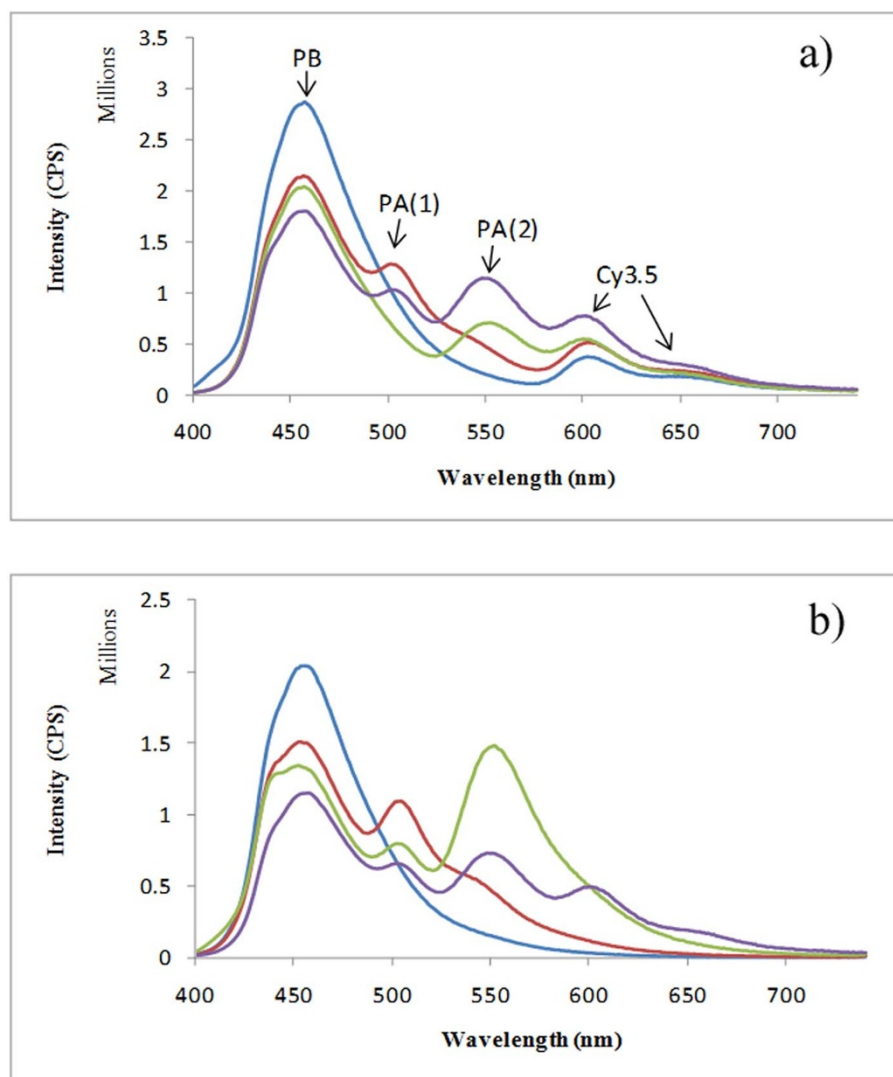 a)
3.5
3
2.5
2
1.5
1
0.5
0
Millions
Intensity (CPS)
PB
PA(1)
PA(2)
Cy3.5
400 450 500 550 600 650 700
Wavelength (nm)
b)
2.5
2
1.5
1
0.5
0
Millions
Intensity (CPS)
400 450 500 550 600 650 700
Wavelength (nm)